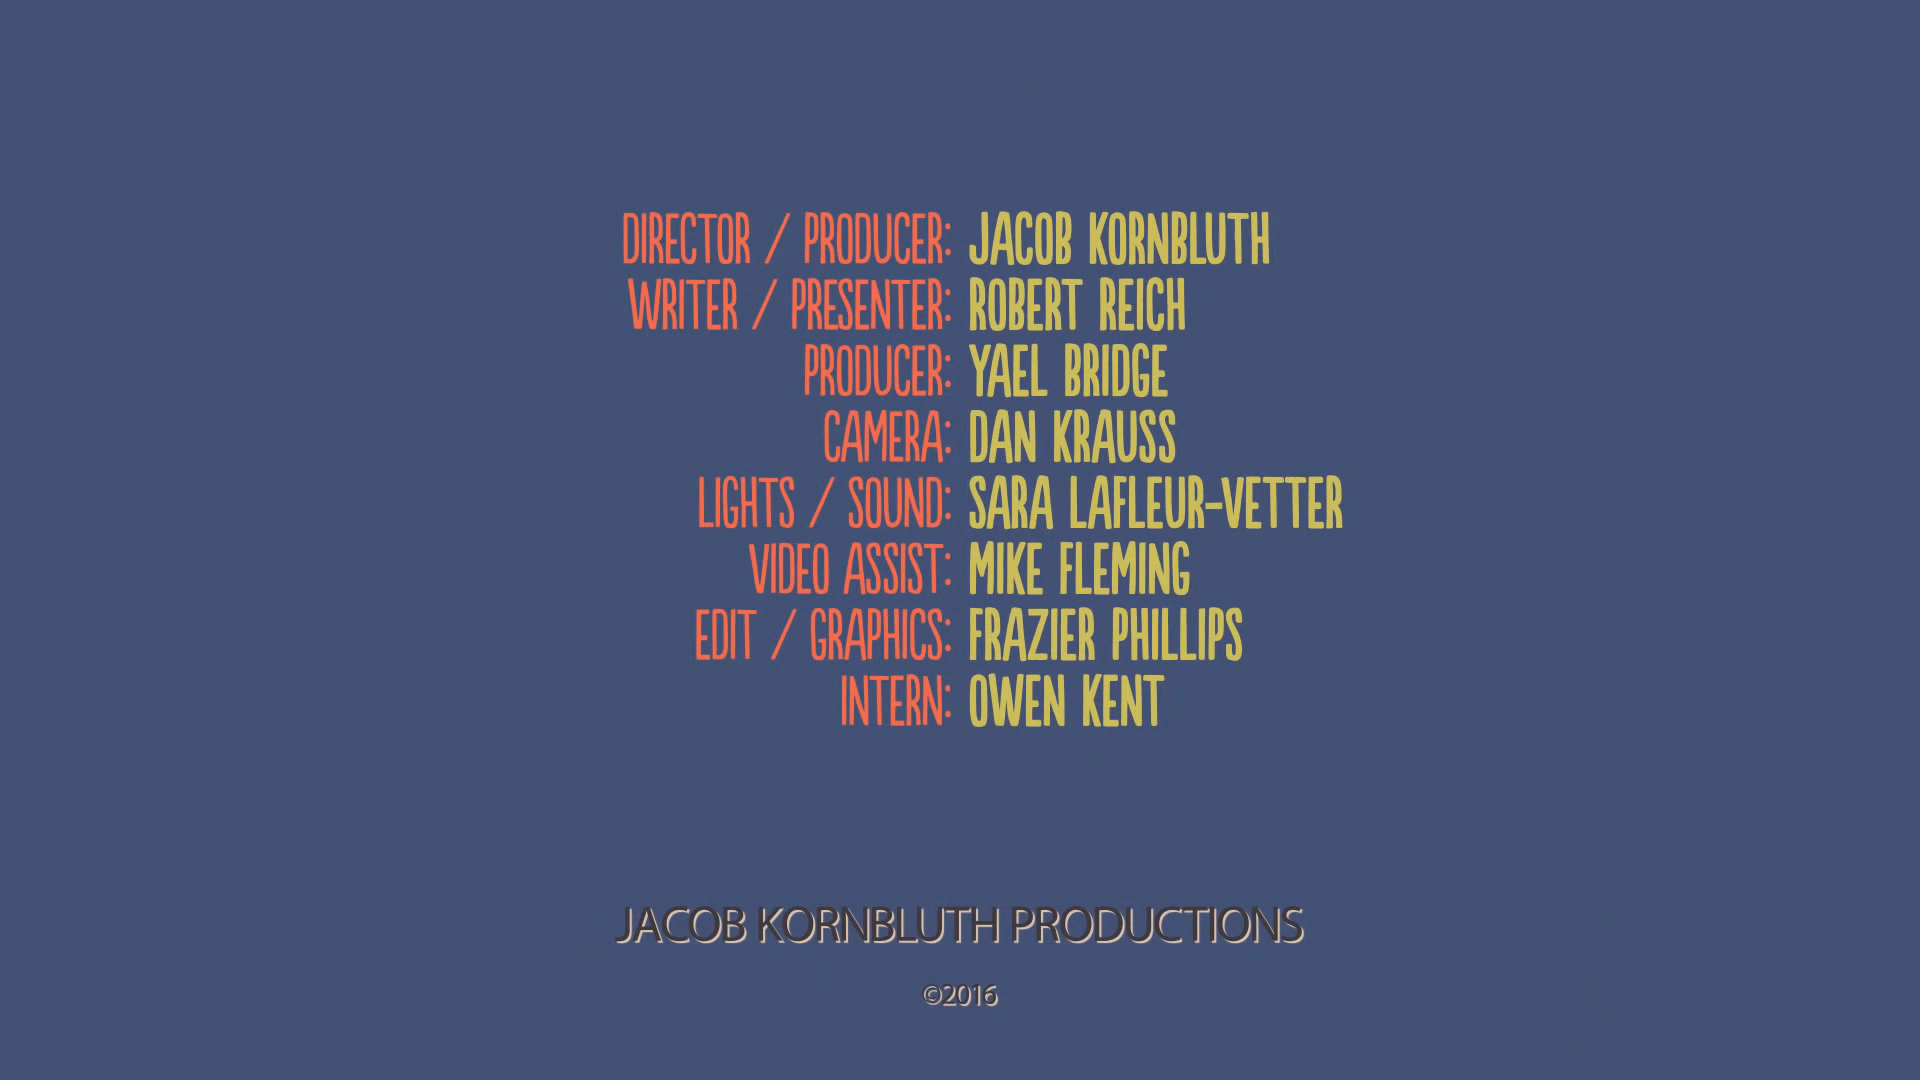 DIRECTOR / PRODUCER: JACOB KORNBLUTH
WRITER / PRESENTER: ROBERT REICH
PRODUCER: YAEL BRIDGE
CAMERA: DAN KRAUSS
LIGHTS / SOUND: SARA LAFLEUR-VETTER
VIDEO ASSIST: MIKE FLEMING
EDIT / GRAPHICS: FRAZIER PHILLIPS
INTERN: OWEN KENT
JACOB KORNBLUTH PRODUCTIONS
©2016